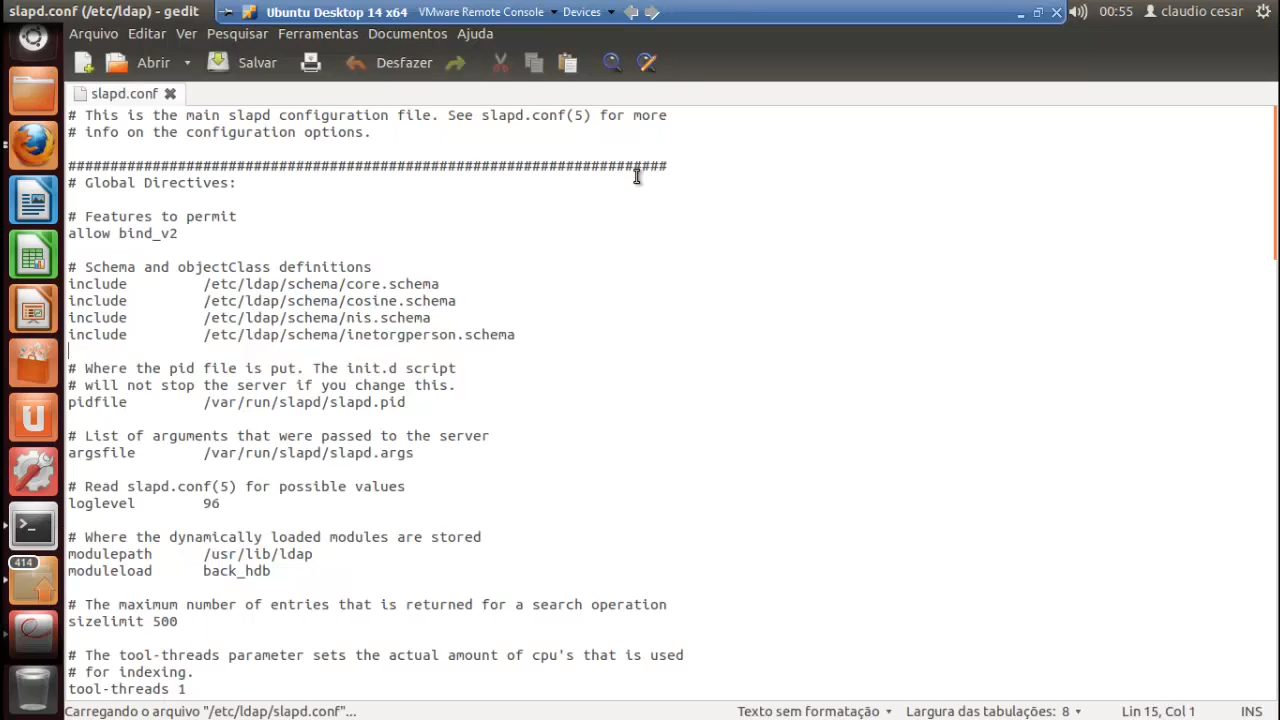 slapd.conf (/etc/ldap) - gedit
Ubuntu Desktop 14 x64 VMware Remote Console Devices
00:55 claudio cesar
Arquivo Editar Ver Pesquisar Ferramentas Documentos Ajuda
Abrir Salvar Desfazer
slapd.conf
# This is the main slapd configuration file. See slapd.conf(5) for more
# info on the configuration options.
#######################################################################
# Global Directives:
# Features to permit
allow bind_v2
# Schema and objectClass definitions
include /etc/ldap/schema/core.schema
include /etc/ldap/schema/cosine.schema
include /etc/ldap/schema/nis.schema
include /etc/ldap/schema/inetorgperson.schema
# Where the pid file is put. The init.d script
# will not stop the server if you change this.
pidfile /var/run/slapd/slapd.pid
# List of arguments that were passed to the server
argsfile /var/run/slapd/slapd.args
# Read slapd.conf(5) for possible values
loglevel 96
# Where the dynamically loaded modules are stored
modulepath /usr/lib/ldap
moduleload back_hdb
414
# The maximum number of entries that is returned for a search operation
sizelimit 500
# The tool-threads parameter sets the actual amount of cpu's that is used
# for indexing.
tool-threads 1
Carregando o arquivo "/etc/ldap/slapd.conf"... Texto sem formatação Largura das tabulações: 8 Lin 15, Col 1 INS